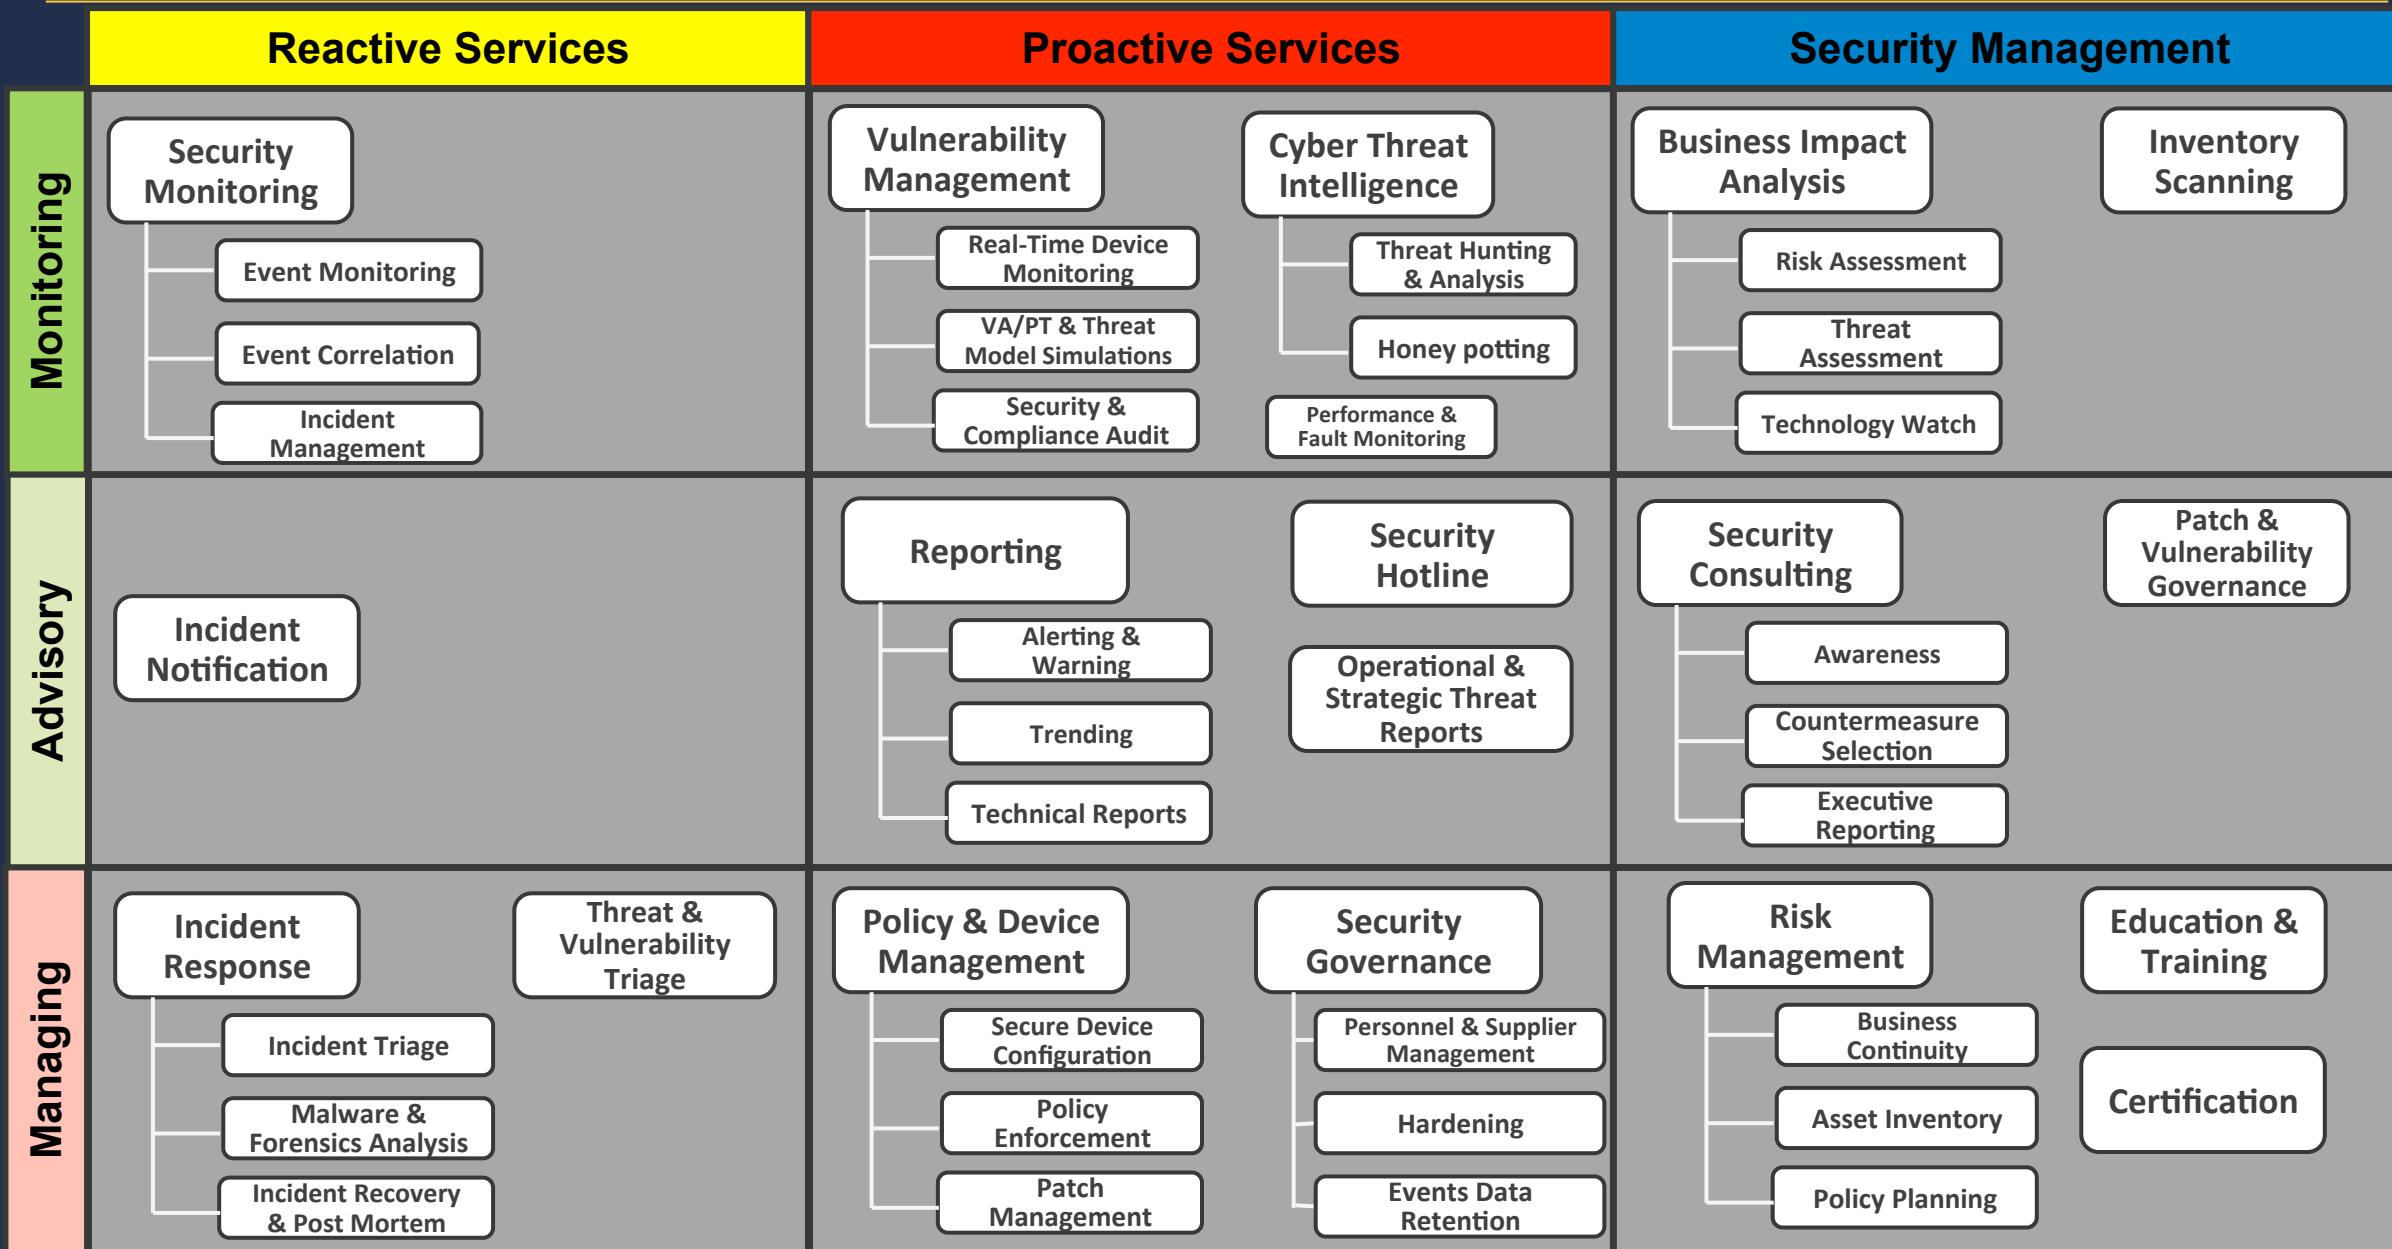 Reactive Services
Proactive Services
Security Management
Monitoring
Security
Monitoring
Event Monitoring
Event Correlation
Incident
Management
Vulnerability
Management
Real-Time Device
Monitoring
VA/PT & Threat
Model Simulations
Security &
Compliance Audit
Cyber Threat
Intelligence
Threat Hunting
& Analysis
Honey potting
Performance &
Fault Monitoring
Business Impact
Analysis
Risk Assessment
Threat
Assessment
Technology Watch
Inventory
Scanning
Advisory
Incident
Notification
Reporting
Alerting &
Warning
Trending
Technical Reports
Security
Hotline
Operational &
Strategic Threat
Reports
Security
Consulting
Awareness
Countermeasure
Selection
Executive
Reporting
Patch &
Vulnerability
Governance
Managing
Incident
Response
Incident Triage
Malware &
Forensics Analysis
Incident Recovery
& Post Mortem
Threat &
Vulnerability
Triage
Policy & Device
Management
Secure Device
Configuration
Policy
Enforcement
Patch
Management
Security
Governance
Personnel & Supplier
Management
Hardening
Events Data
Retention
Risk
Management
Business
Continuity
Asset Inventory
Policy Planning
Education &
Training
Certification